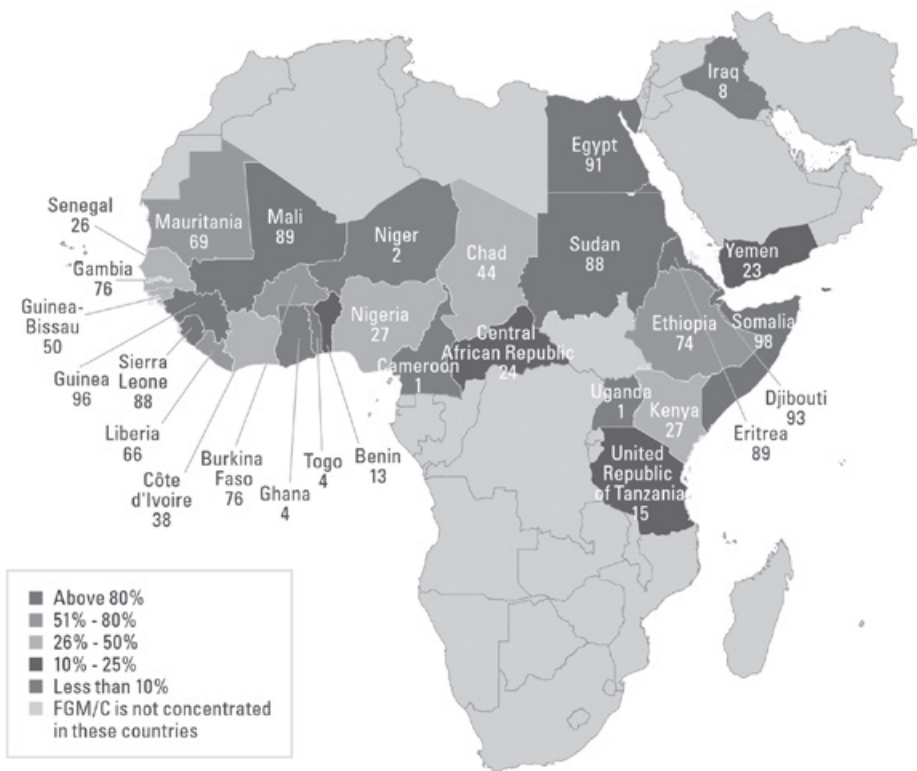 Iraq
8
Egypt
91
Senegal
26
Mauritania
69
Mali
89
Niger
2
Chad
44
Sudan
88
Yemen
23
Gambia
76
Guinea-
Bissau
50
Nigeria
27
Ethiopia
74
Somalia
98
Central
African Republic
24
Cameroon
1
Guinea
96
Sierra
Leone
88
Uganda
1
Kenya
27
Djibouti
93
Eritrea
89
Liberia
66
Côte
d'Ivoire
38
Burkina
Faso
76
Ghana
4
Togo
4
Benin
13
United
Republic
of Tanzania
15
Above 80%
51% - 80%
26% - 50%
10% - 25%
Less than 10%
FGM/C is not concentrated
in these countries